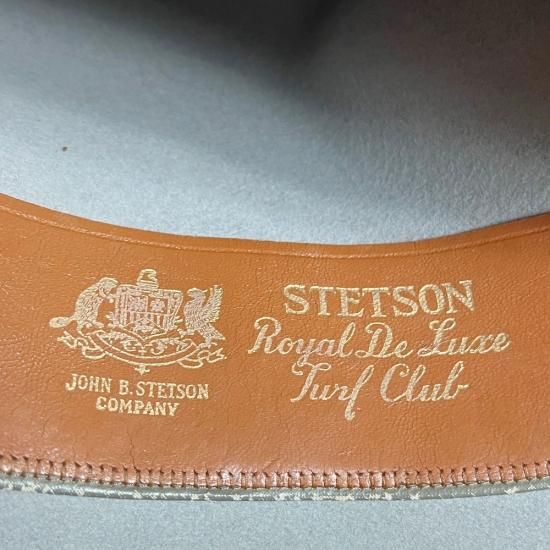 JOHN B. STETSON
COMPANY
STETSON
Royal De Luxe
Turf Club